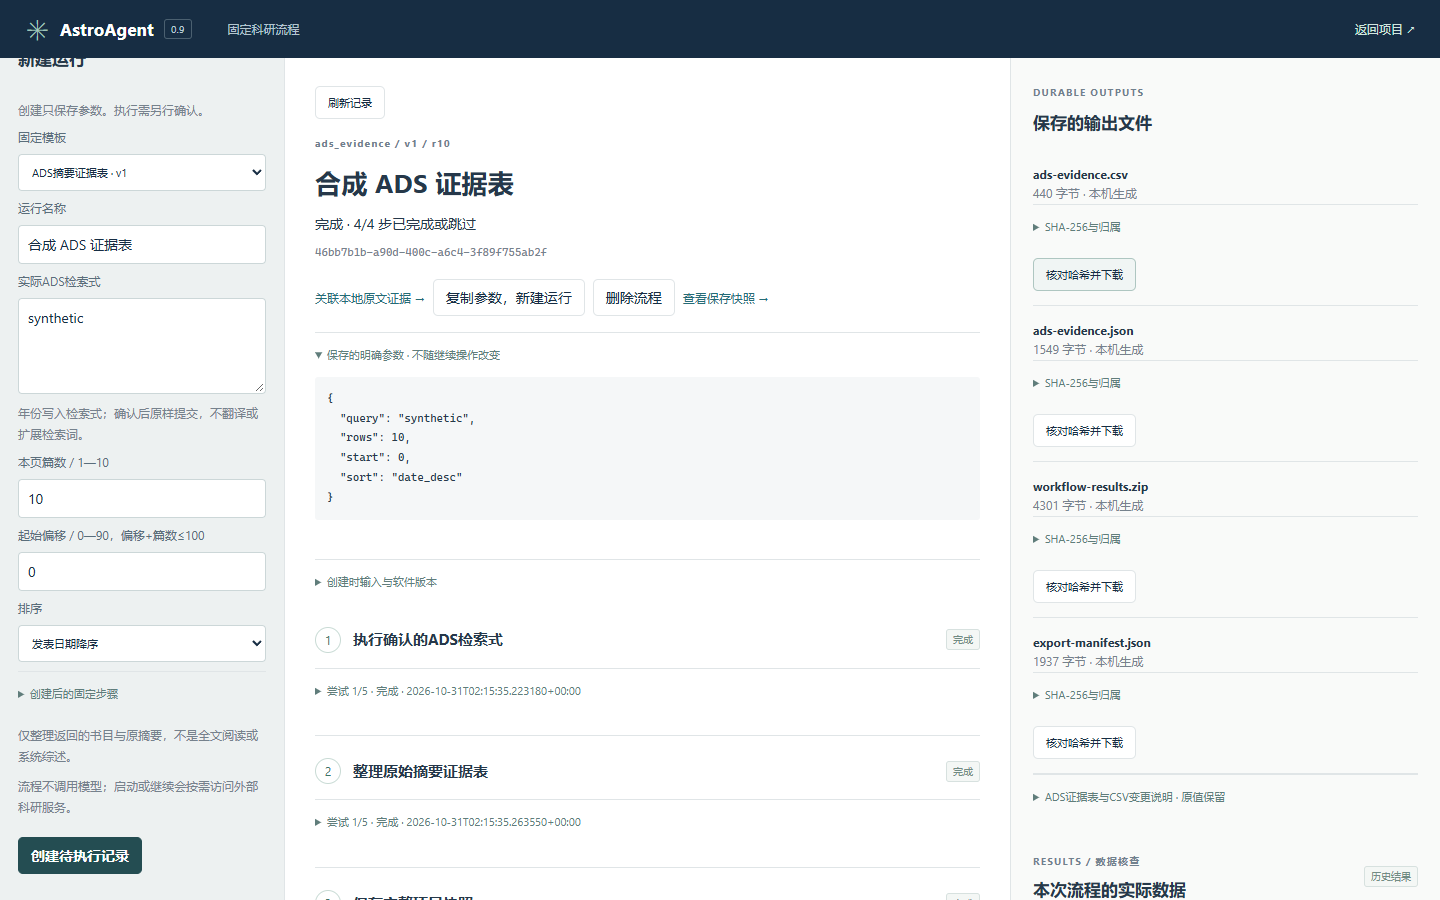 AstroAgent 0.9 固定科研流程 返回项目 ↗
新建运行
创建只保存参数。执行需另行确认。
固定模板
ADS摘要证据表 · v1
运行名称
合成 ADS 证据表
实际ADS检索式
synthetic
年份写入检索式；确认后原样提交，不翻译或
扩展检索词。
本页篇数 / 1—10
10
起始偏移 / 0—90，偏移+篇数≤100
0
排序
发表日期降序
创建后的固定步骤
仅整理返回的书目与原摘要，不是全文阅读或
系统综述。
流程不调用模型；启动或继续会按需访问外部
科研服务。
创建待执行记录
刷新记录
ads_evidence / v1 / r10
合成 ADS 证据表
完成 · 4/4 步已完成或跳过
46bb7b1b-a90d-400c-a6c4-3f89f755ab2f
关联本地原文证据 → 复制参数，新建运行 删除流程 查看保存快照 →
保存的明确参数 · 不随继续操作改变
{
"query": "synthetic",
"rows": 10,
"start": 0,
"sort": "date_desc"
}
创建时输入与软件版本
1 执行确认的ADS检索式 完成
尝试 1/5 · 完成 · 2026-10-31T02:15:35.223180+00:00
2 整理原始摘要证据表 完成
尝试 1/5 · 完成 · 2026-10-31T02:15:35.263550+00:00
DURABLE OUTPUTS
保存的输出文件
ads-evidence.csv
440 字节 · 本机生成
SHA-256与归属
核对哈希并下载
ads-evidence.json
1549 字节 · 本机生成
SHA-256与归属
核对哈希并下载
workflow-results.zip
4301 字节 · 本机生成
SHA-256与归属
核对哈希并下载
export-manifest.json
1937 字节 · 本机生成
SHA-256与归属
核对哈希并下载
ADS证据表与CSV变更说明 · 原值保留
RESULTS / 数据核查
本次流程的实际数据 历史结果